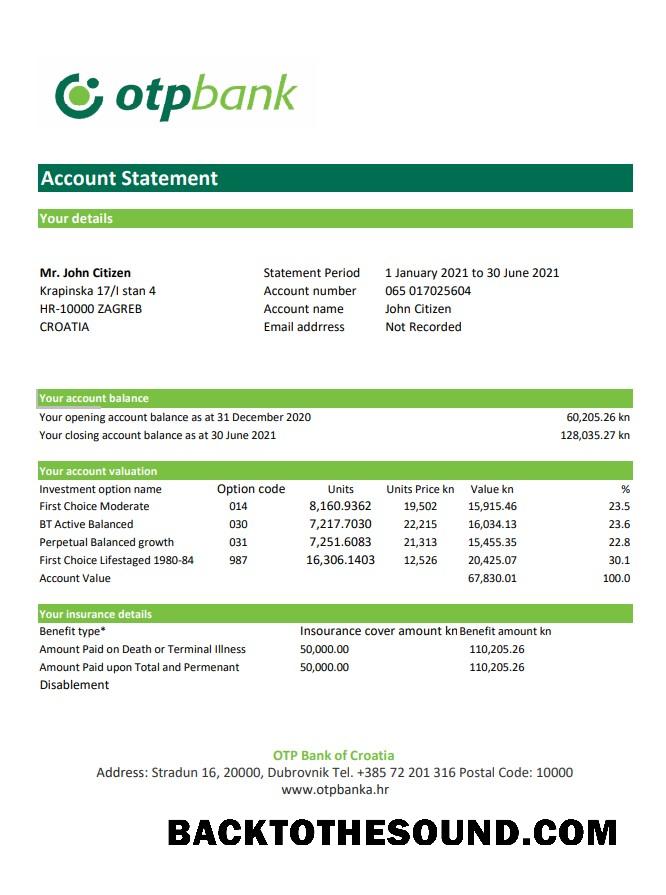 otpbank
Account Statement
Your details
Mr. John Citizen Statement Period 1 January 2021 to 30 June 2021
Krapinska 17/I stan 4 Account number 065 017025604
HR-10000 ZAGREB Account name John Citizen
CROATIA Email addrress Not Recorded
Your account balance
Your opening account balance as at 31 December 2020 60,205.26 kn
Your closing account balance as at 30 June 2021 128,035.27 kn
Your account valuation
Investment option name Option code Units Units Price kn Value kn %
First Choice Moderate 014 8,160.9362 19,502 15,915.46 23.5
BT Active Balanced 030 7,217.7030 22,215 16,034.13 23.6
Perpetual Balanced growth 031 7,251.6083 21,313 15,455.35 22.8
First Choice Lifestaged 1980-84 987 16,306.1403 12,526 20,425.07 30.1
Account Value 67,830.01 100.0
Your insurance details
Benefit type* Insourance cover amount kn Benefit amount kn
Amount Paid on Death or Terminal Illness 50,000.00 110,205.26
Amount Paid upon Total and Permenant 50,000.00 110,205.26
Disablement
OTP Bank of Croatia
Address: Stradun 16, 20000, Dubrovnik Tel. +385 72 201 316 Postal Code: 10000
www.otpbanka.hr
BACKTOTHESOUND.COM